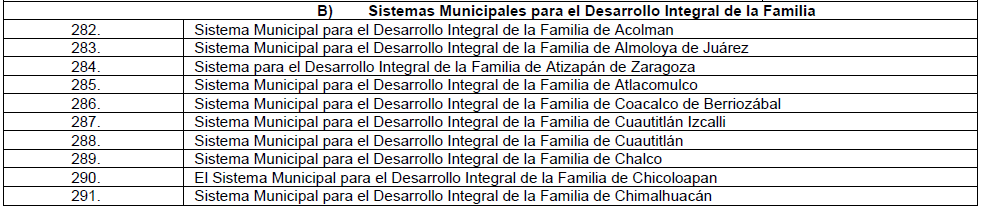 B) Sistemas Municipales para el Desarrollo Integral de la Familia
282. Sistema Municipal para el Desarrollo Integral de la Familia de Acolman
283. Sistema Municipal para el Desarrollo Integral de la Familia de Almoloya de Juárez
284. Sistema para el Desarrollo Integral de la Familia de Atizapán de Zaragoza
285. Sistema Municipal para el Desarrollo Integral de la Familia de Atlacomulco
286. Sistema Municipal para el Desarrollo Integral de la Familia de Coacalco de Berriozábal
287. Sistema Municipal para el Desarrollo Integral de la Familia de Cuautitlán Izcalli
288. Sistema Municipal para el Desarrollo Integral de la Familia de Cuautitlán
289. Sistema Municipal para el Desarrollo Integral de la Familia de Chalco
290. El Sistema Municipal para el Desarrollo Integral de la Familia de Chicoloapan
291. Sistema Municipal para el Desarrollo Integral de la Familia de Chimalhuacán